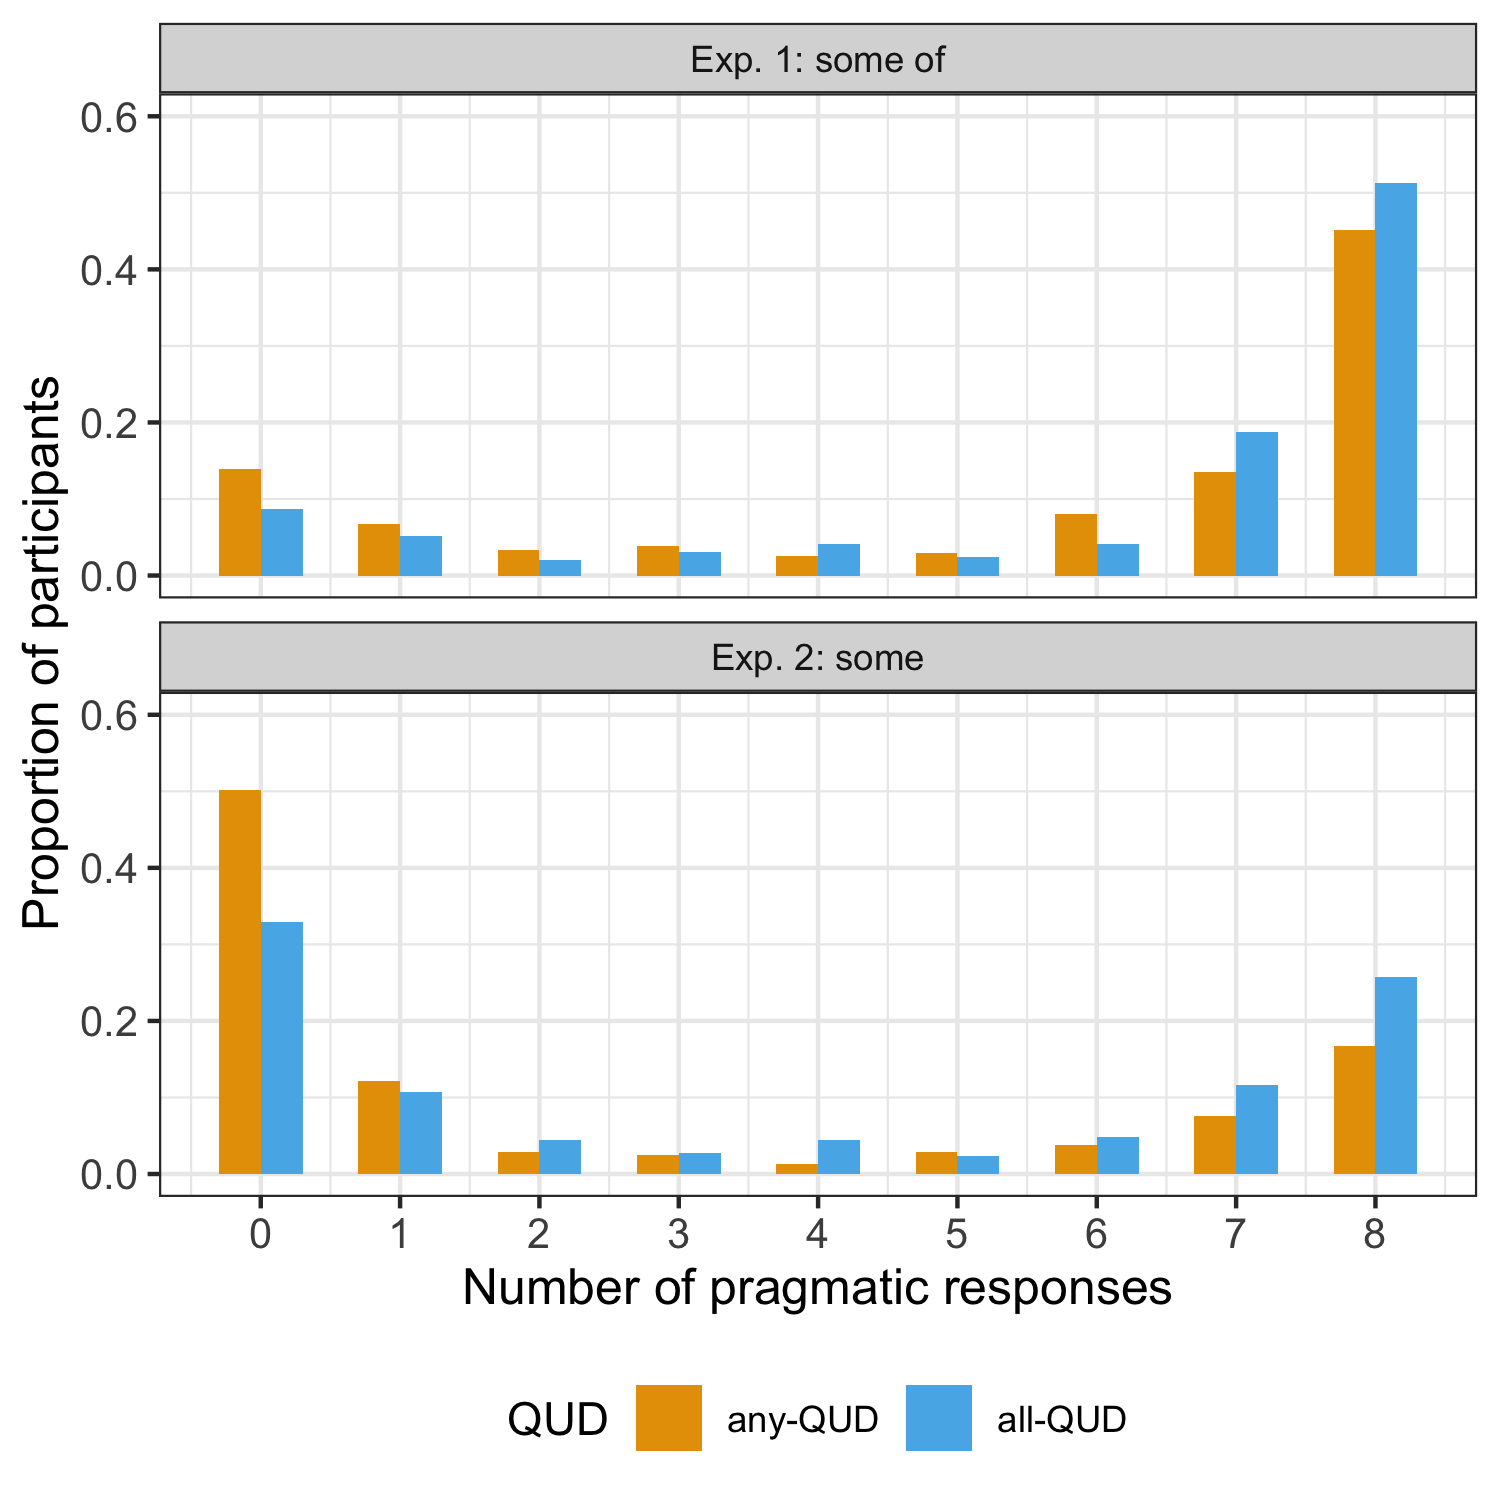 Exp. 1: some of
0.6
0.4
0.2
0.0
Exp. 2: some
0.6
0.4
0.2
0.0
Proportion of participants
0 1 2 3 4 5 6 7 8
Number of pragmatic responses
QUD any-QUD all-QUD